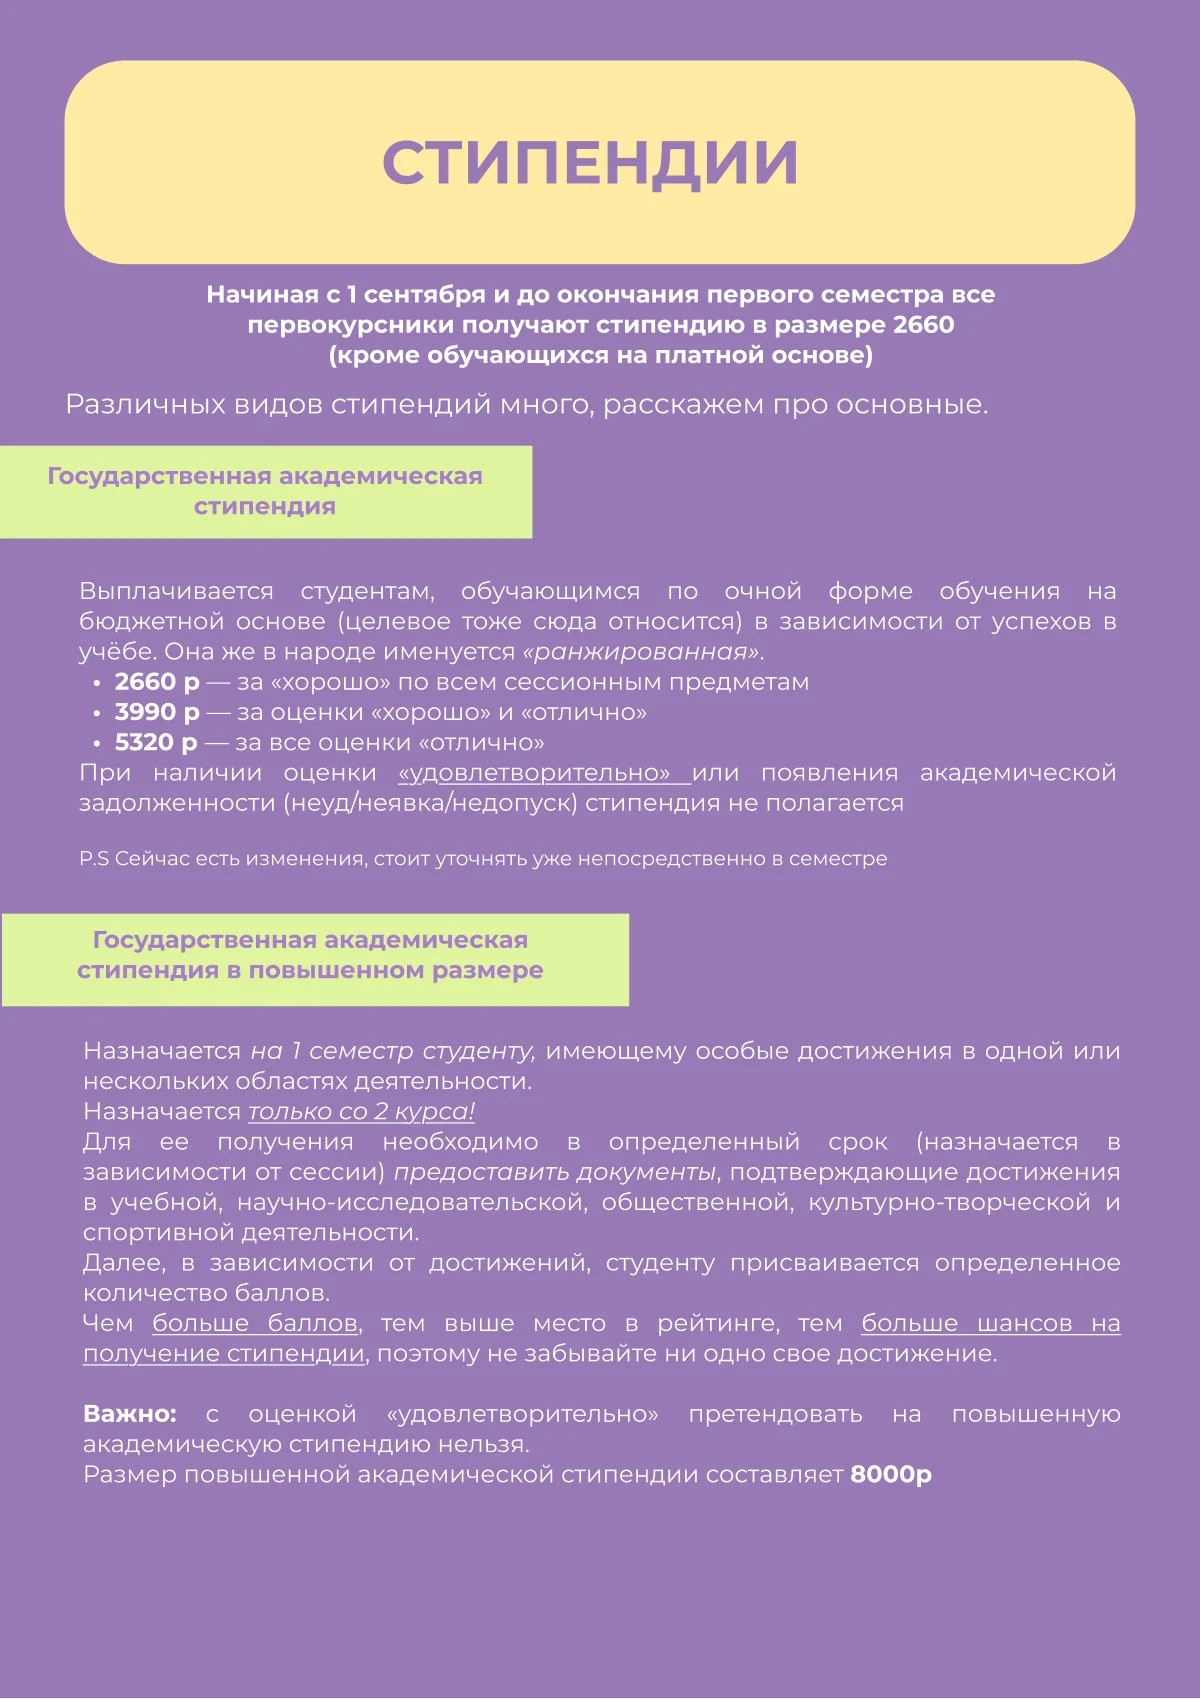 СТИПЕНДИИ
Начиная с 1 сентября и до окончания первого семестра все
первокурсники получают стипендию в размере 2660
(кроме обучающихся на платной основе)
Различных видов стипендий много, расскажем про основные.
Государственная академическая
стипендия
Выплачивается студентам, обучающимся по очной форме обучения на
бюджетной основе (целевое тоже сюда относится) в зависимости от успехов в
учёбе. Она же в народе именуется «ранжированная».
• 2660 р — за «хорошо» по всем сессионным предметам
• 3990 р — за оценки «хорошо» и «отлично»
• 5320 р — за все оценки «отлично»
При наличии оценки «удовлетворительно» или появления академической
задолженности (неуд/неявка/недопуск) стипендия не полагается
P.S Сейчас есть изменения, стоит уточнять уже непосредственно в семестре
Государственная академическая
стипендия в повышенном размере
Назначается на 1 семестр студенту, имеющему особые достижения в одной или
нескольких областях деятельности.
Назначается только со 2 курса!
Для ее получения необходимо в определенный срок (назначается в
зависимости от сессии) предоставить документы, подтверждающие достижения
в учебной, научно-исследовательской, общественной, культурно-творческой и
спортивной деятельности.
Далее, в зависимости от достижений, студенту присваивается определенное
количество баллов.
Чем больше баллов, тем выше место в рейтинге, тем больше шансов на
получение стипендии, поэтому не забывайте ни одно свое достижение.
Важно: с оценкой «удовлетворительно» претендовать на повышенную
академическую стипендию нельзя.
Размер повышенной академической стипендии составляет 8000р